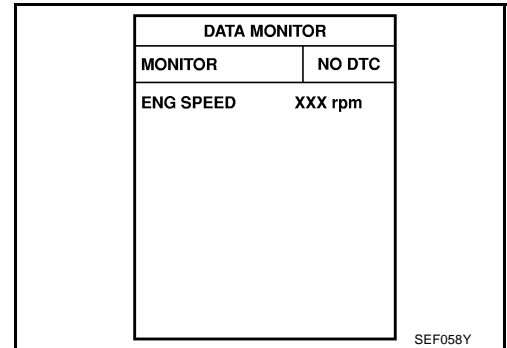 DATA MONITOR
MONITOR NO DTC
ENG SPEED XXX rpm
SEF058Y